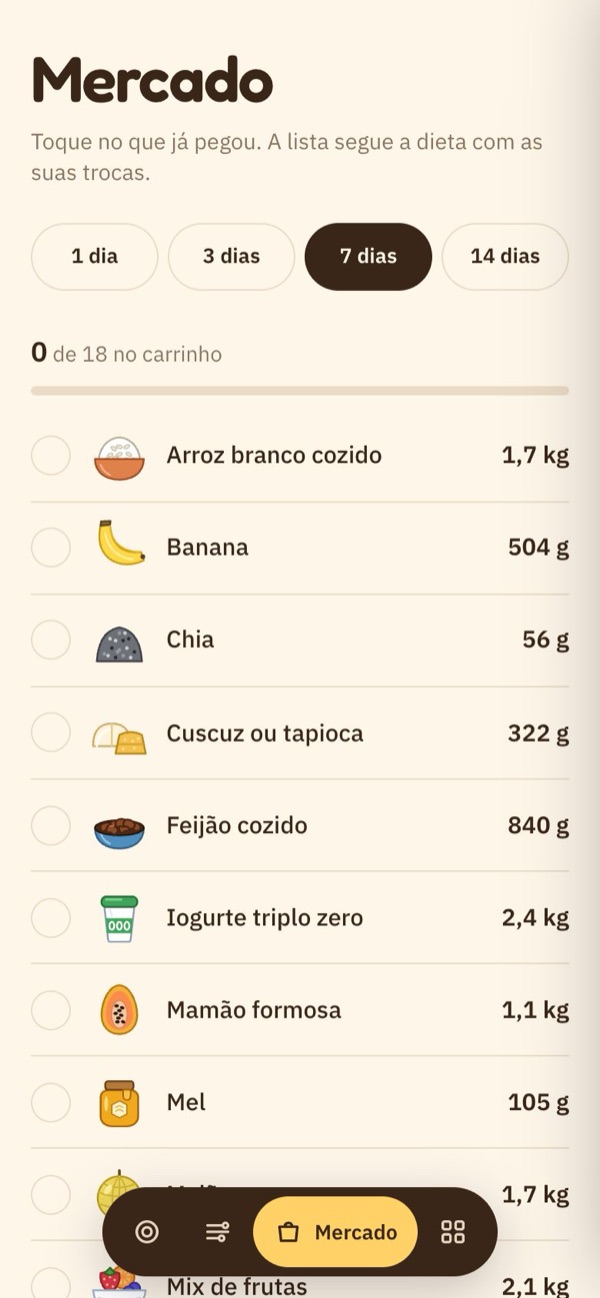 Mercado
Toque no que já pegou. A lista segue a dieta com as
suas trocas.
1 dia
3 dias
7 dias
14 dias
0 de 18 no carrinho
Arroz branco cozido
1,7 kg
Banana
504 g
Chia
56 g
Cuscuz ou tapioca
322 g
Feijão cozido
840 g
000
Iogurte triplo zero
2,4 kg
Mamão formosa
1,1 kg
Mel
105 g
1,7 kg
Mercado
Mix de frutas
2,1 kg